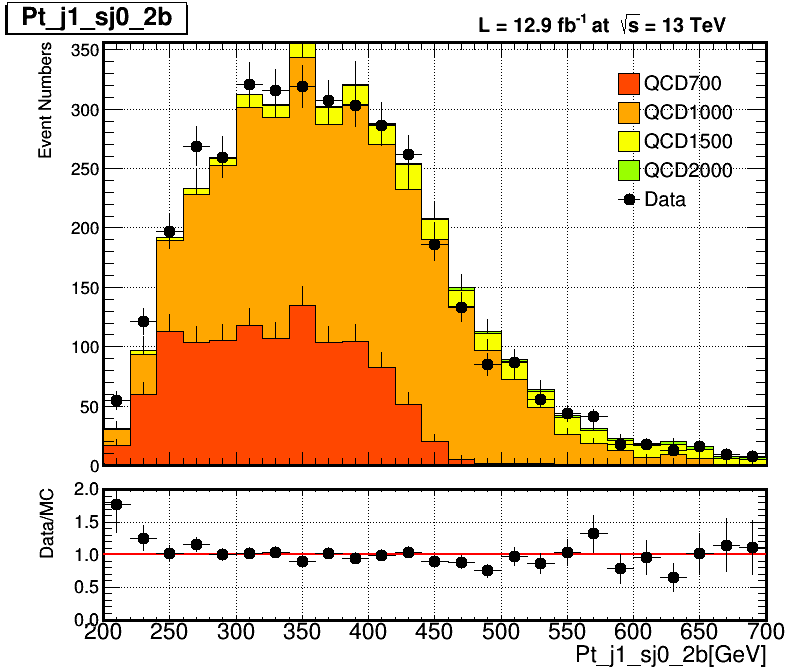 Pt_j1_sj0_2b
L = 12.9 fb-1 at √s = 13 TeV
Event Numbers
350
300
250
200
150
100
50
0
QCD700
QCD1000
QCD1500
QCD2000
Data
Data/MC
2.0
1.5
1.0
0.5
0.0
200 250 300 350 400 450 500 550 600 650 700
Pt_j1_sj0_2b[GeV]